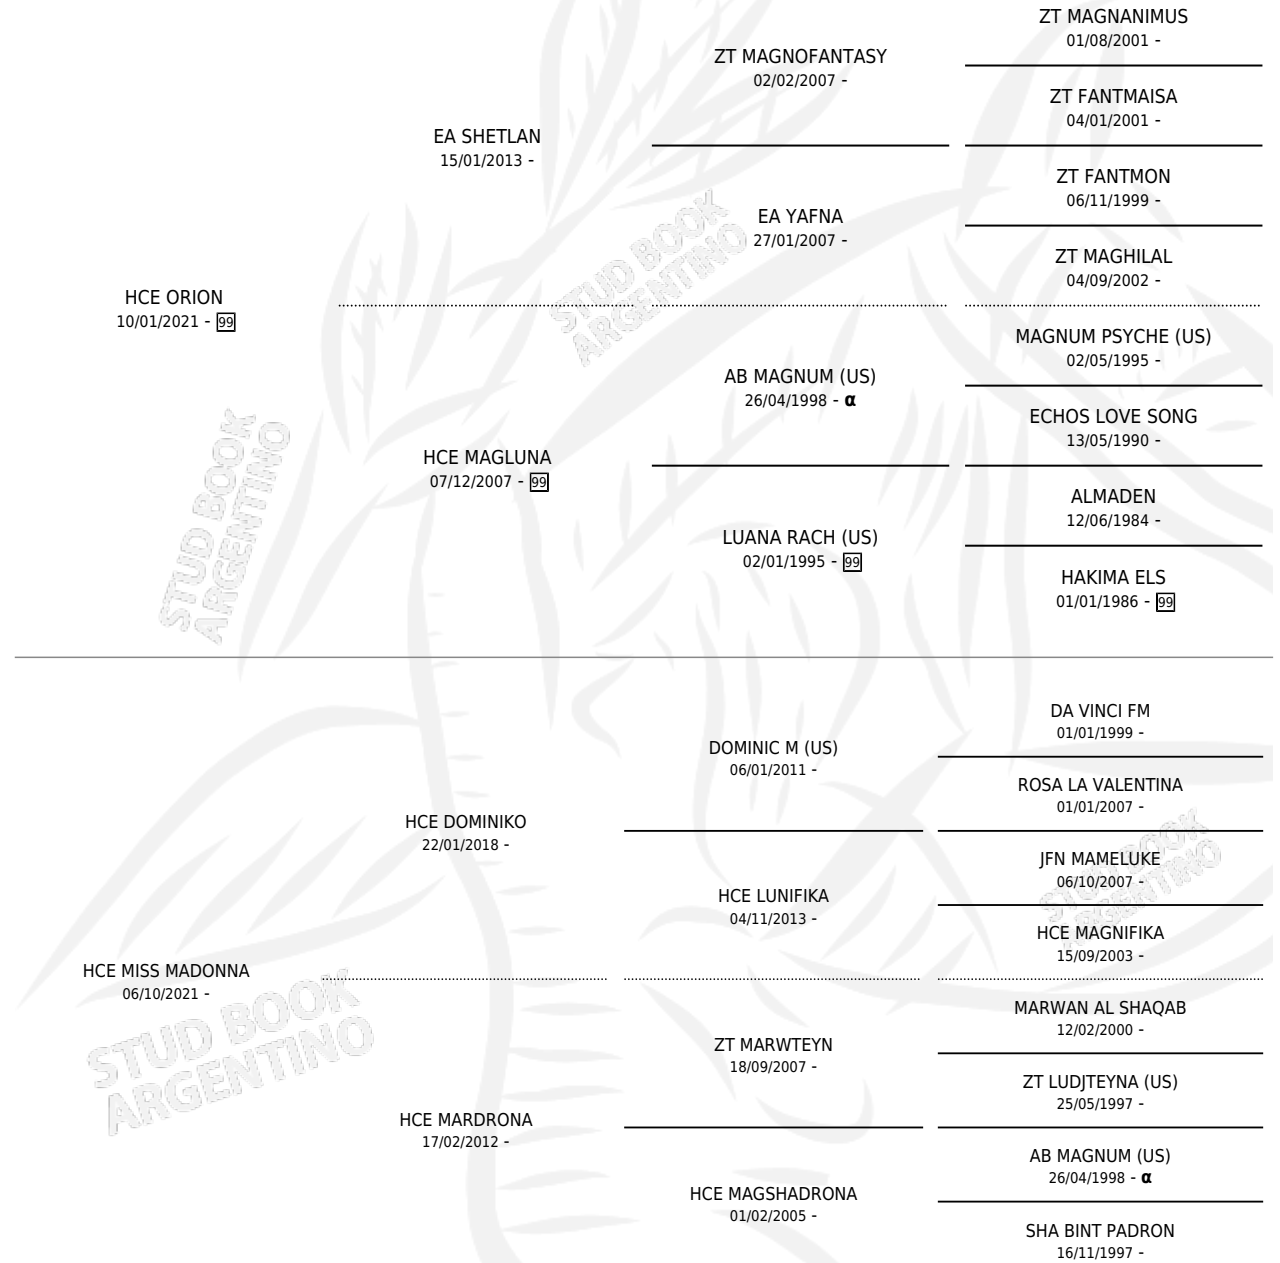 ZT MAGNANIMUS
01/08/2001 -
ZT MAGNOFANTASY
02/02/2007 -
ZT FANTMAISA
04/01/2001 -
EA SHETLAN
15/01/2013 -
ZT FANTMON
06/11/1999 -
EA YAFNA
27/01/2007 -
ZT MAGHILAL
04/09/2002 -
STUD BOOK
ARGENTINO
HCE ORION
10/01/2021 - 99
MAGNUM PSYCHE (US)
02/05/1995 -
AB MAGNUM (US)
26/04/1998 - α
ECHOS LOVE SONG
13/05/1990 -
HCE MAGLUNA
07/12/2007 - 99
ALMADEN
12/06/1984 -
LUANA RACH (US)
02/01/1995 - 99
HAKIMA ELS
01/01/1986 - 99
STUD BOOK
ARGENTINO
DA VINCI FM
01/01/1999 -
DOMINIC M (US)
06/01/2011 -
ROSA LA VALENTINA
01/01/2007 -
HCE DOMINIKO
22/01/2018 -
JFN MAMELUKE
06/10/2007 -
HCE LUNIFIKA
04/11/2013 -
HCE MAGNIFIKA
15/09/2003 -
STUD BOOK
ARGENTINO
HCE MISS MADONNA
06/10/2021 -
STUD BOOK
ARGENTINO
MARWAN AL SHAQAB
12/02/2000 -
ZT MARWTEYN
18/09/2007 -
ZT LUDJTEYNA (US)
25/05/1997 -
HCE MARDRONA
17/02/2012 -
AB MAGNUM (US)
26/04/1998 - α
HCE MAGSHADRONA
01/02/2005 -
SHA BINT PADRON
16/11/1997 -